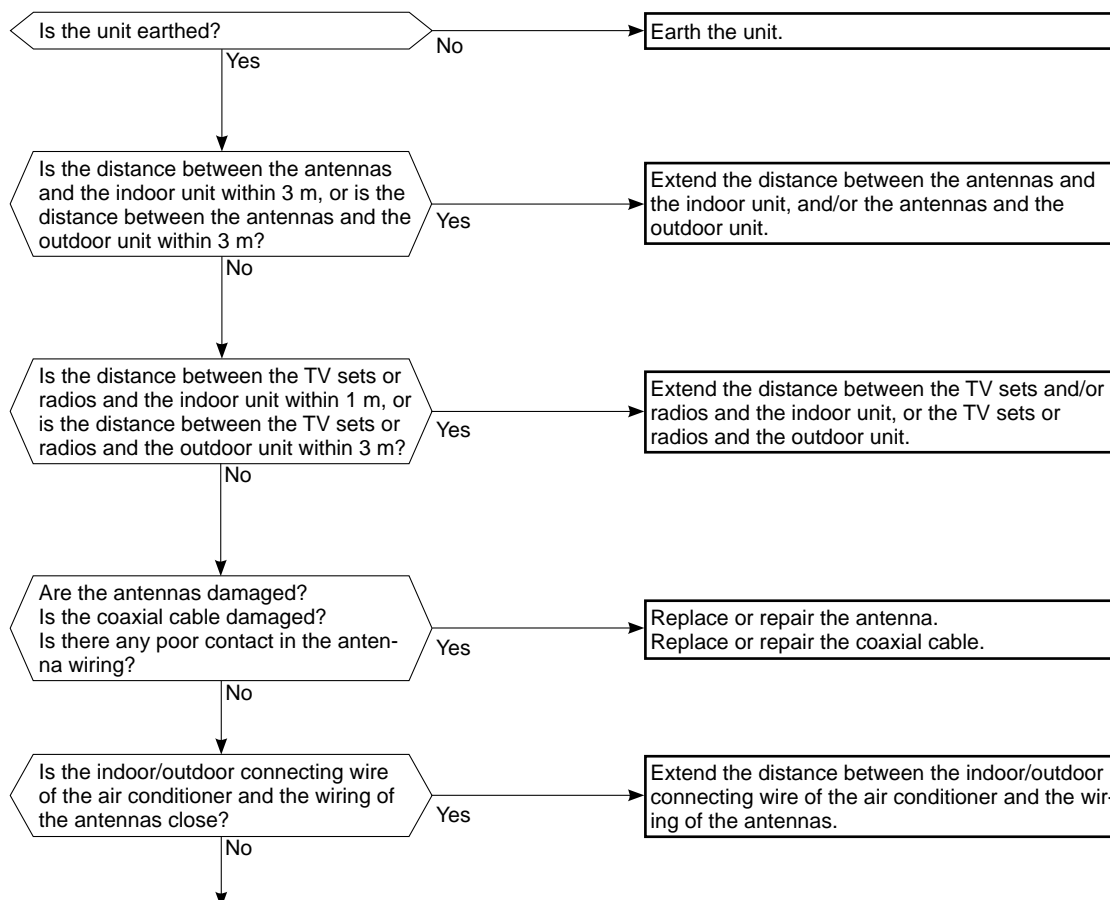 Is the unit earthed?
No
Earth the unit.
Yes
Is the distance between the antennas
and the indoor unit within 3 m, or is the
distance between the antennas and the
outdoor unit within 3 m?
Yes
Extend the distance between the antennas and
the indoor unit, and/or the antennas and the
outdoor unit.
No
Is the distance between the TV sets or
radios and the indoor unit within 1 m, or
is the distance between the TV sets or
radios and the outdoor unit within 3 m?
Yes
Extend the distance between the TV sets and/or
radios and the indoor unit, or the TV sets or
radios and the outdoor unit.
No
Are the antennas damaged?
Is the coaxial cable damaged?
Is there any poor contact in the anten-
na wiring?
Yes
Replace or repair the antenna.
Replace or repair the coaxial cable.
No
Is the indoor/outdoor connecting wire
of the air conditioner and the wiring of
the antennas close?
Yes
Extend the distance between the indoor/outdoor
connecting wire of the air conditioner and the wir-
ing of the antennas.
No